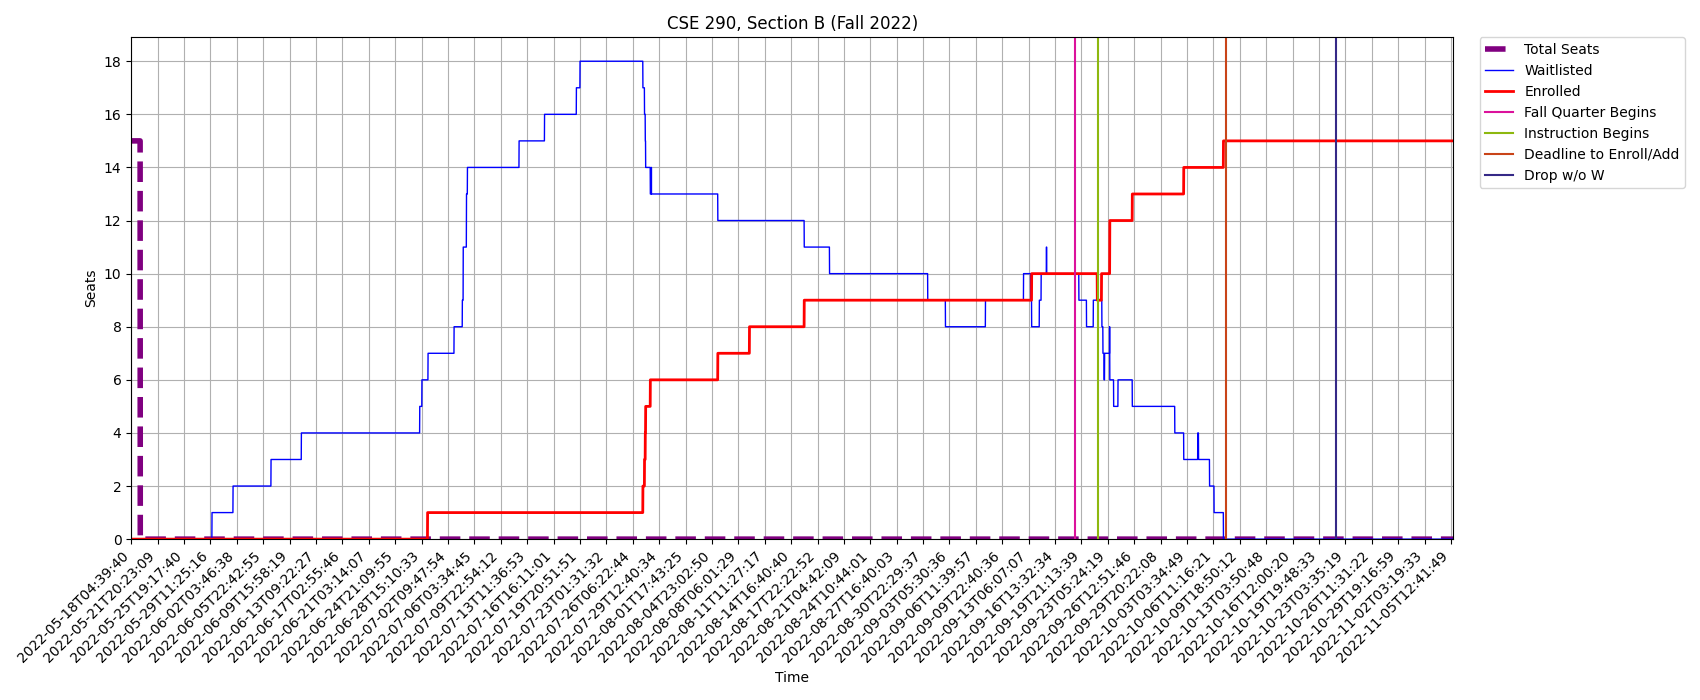 CSE 290, Section B (Fall 2022)
Total Seats
Waitlisted
Enrolled
Fall Quarter Begins
Instruction Begins
Deadline to Enroll/Add
Drop w/o W
Seats
18
16
14
12
10
8
6
4
2
0
2022-05-18T04:39:40
2022-05-21T20:23:09
2022-05-25T19:17:40
2022-05-29T11:25:16
2022-06-02T03:46:38
2022-06-05T22:42:55
2022-06-09T15:58:19
2022-06-13T09:22:27
2022-06-17T02:55:46
2022-06-21T03:14:07
2022-06-24T21:09:55
2022-06-28T15:10:33
2022-07-02T09:47:54
2022-07-06T03:34:45
2022-07-09T22:54:12
2022-07-13T11:36:53
2022-07-16T16:11:01
2022-07-19T20:51:51
2022-07-23T01:31:32
2022-07-26T06:22:44
2022-07-29T12:40:34
2022-08-01T17:43:25
2022-08-04T23:02:50
2022-08-08T06:01:29
2022-08-11T11:27:17
2022-08-14T16:40:40
2022-08-17T22:22:52
2022-08-21T04:42:09
2022-08-24T10:44:01
2022-08-27T16:40:03
2022-08-30T22:29:37
2022-09-03T05:30:36
2022-09-06T11:39:57
2022-09-09T22:40:36
2022-09-13T06:07:07
2022-09-16T13:32:34
2022-09-19T21:13:39
2022-09-23T05:24:19
2022-09-26T12:51:46
2022-09-29T20:22:08
2022-10-03T03:34:49
2022-10-06T11:16:21
2022-10-09T18:50:12
2022-10-13T03:50:48
2022-10-16T12:00:20
2022-10-19T19:48:33
2022-10-23T03:35:19
2022-10-26T11:31:22
2022-10-29T19:16:59
2022-11-02T03:19:33
2022-11-05T12:41:49
Time